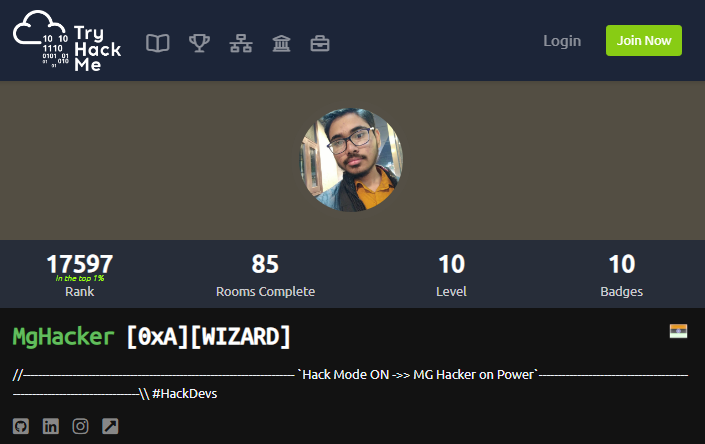 Try
Hack
Me
10 10
1110
0101 01
01 010
01
Login
Join Now
17597
In the top 1%
Rank
85
Rooms Complete
10
Level
10
Badges
MgHacker [0xA][WIZARD]
//---------------------------------------------------------------------- `Hack Mode ON ->> MG Hacker on Power`--------------------------------------
---------------------------------\\ #HackDevs